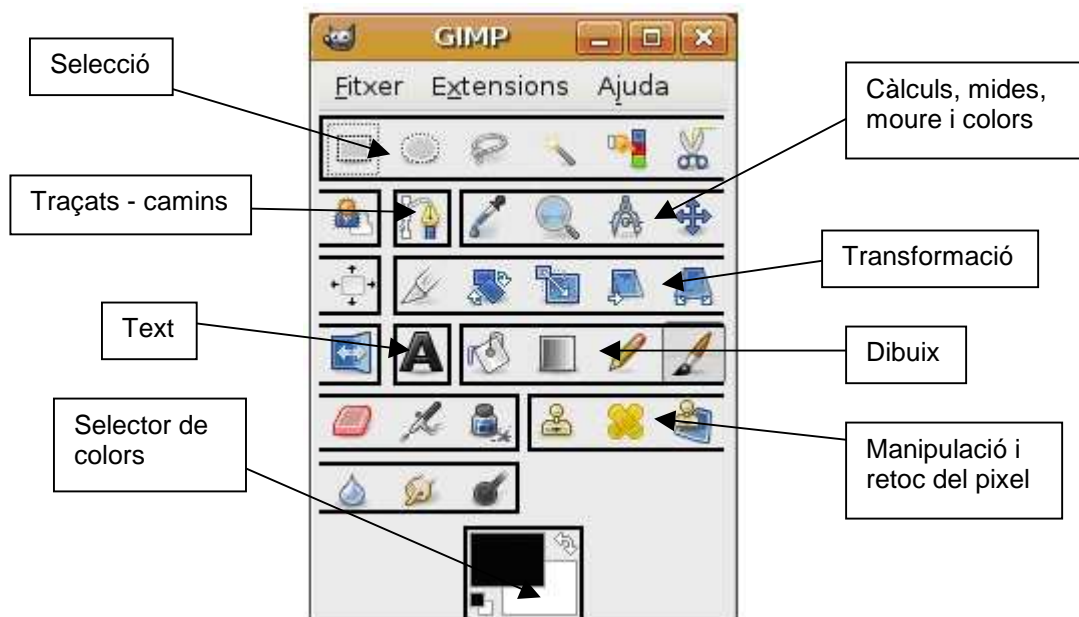 GIMP
Fitxer Extensions Ajuda
Selecció
Càlculs, mides,
moure i colors
Traçats - camins
Transformació
Text
Dibuix
Selector de
colors
Manipulació i
retoc del pixel